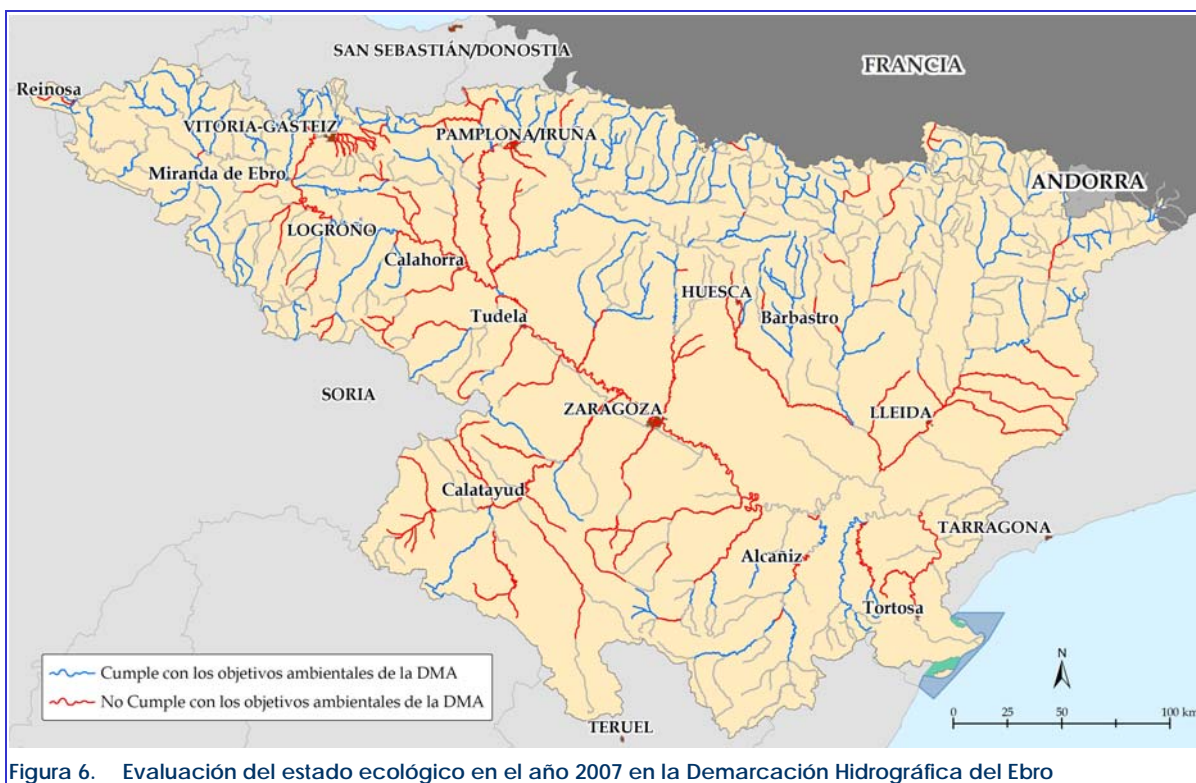 SAN SEBASTIÁN/DONOSTIA
FRANCIA
Reinosa
VITORIA-GASTEIZ
PAMPLONA/IRUÑA
Miranda de Ebro
ANDORRA
LOGROÑO
Calahorra
HUESCA
Tudela
Barbastro
SORIA
ZARAGOZA
LLEIDA
Calatayud
TARRAGONA
Alcañiz
Tortosa
TERUEL
Cumple con los objetivos ambientales de la DMA
No Cumple con los objetivos ambientales de la DMA
N
0 25 50 100 km
Figura 6. Evaluación del estado ecológico en el año 2007 en la Demarcación Hidrográfica del Ebro